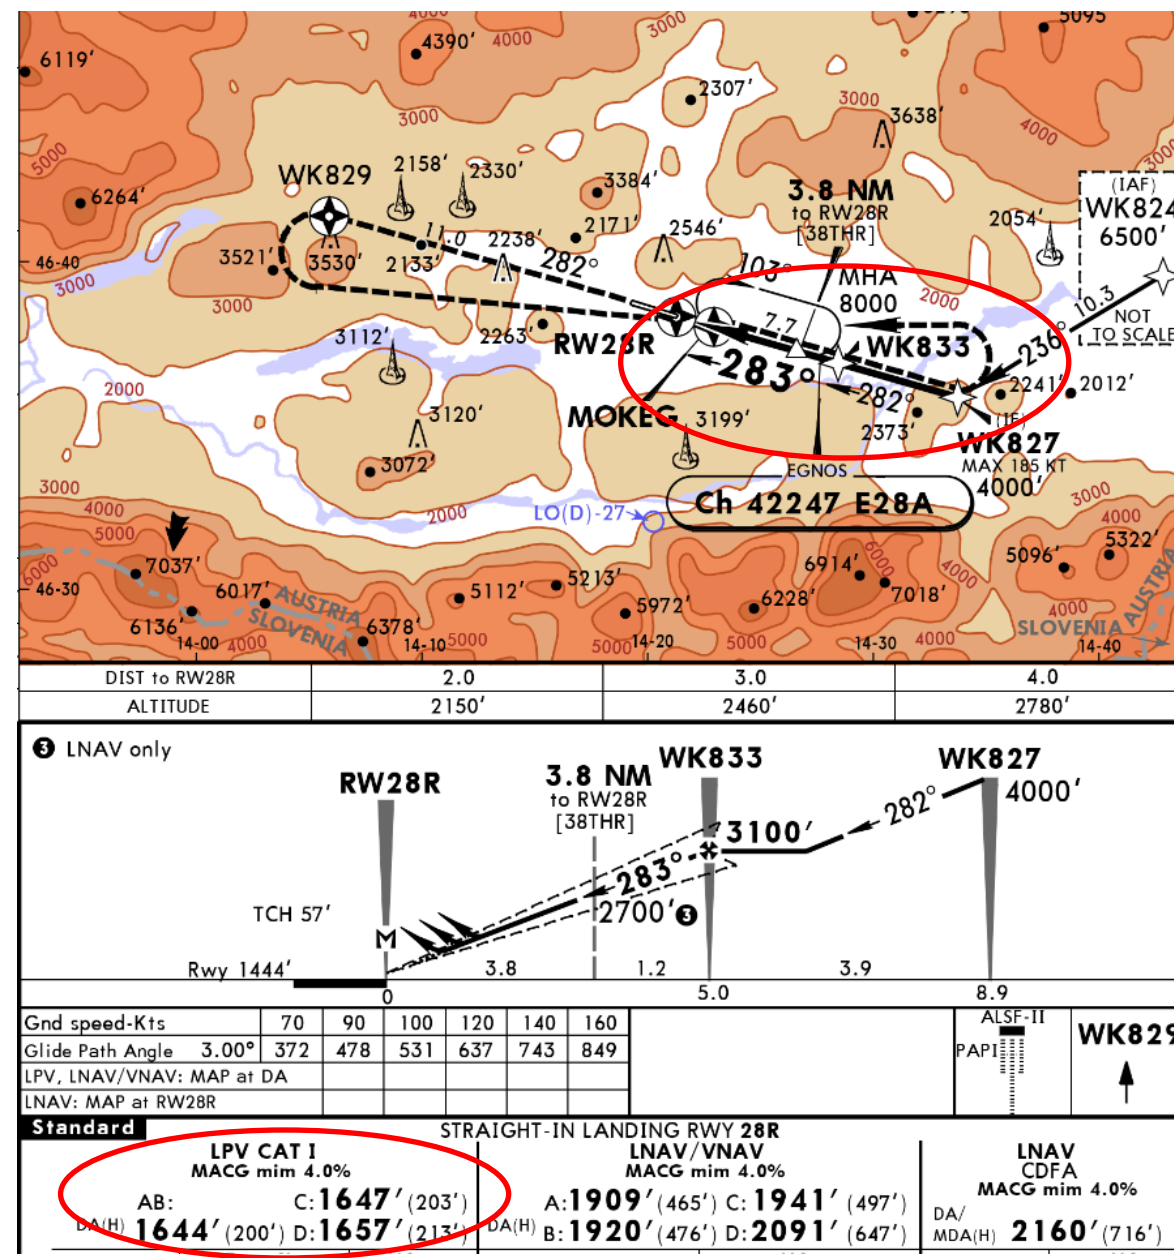 6119′
4390′
4000
4000
3000
5095
3000
2307′
3000
3638′
4000
3000
5000
6264′
WK829
2158′
2330′
3384′
3.8 NM
to RW28R
[38THR]
(IAF)
WK824
6500′
2054′
2171′
2546′
11.0
2238′
282°
103°
MHA
8000
2000
46-40
3521′
3530′
2133′
3000
3000
10.3
NOT
TO SCALE
236°
7.7
2263′
RW28R
WK833
3112′
283°
282°
2241′
2012′
2000
MOKEG
3199′
2373′
(IF)
WK827
MAX 185 KT
4000′
3120′
3072′
EGNOS
Ch 42247 E28A
3000
3000
4000
5000
2000
LO(D)-27
4000
5322′
7037′
6000
46-30
6017′
AUSTRIA
SLOVENIA
5112′
5213′
6914′
6000
4000
5096′
7018′
6136′
6378′
5972′
6228′
4000
SLOVENIA
AUSTRIA
14-00
4000
14-10
5000
5000
14-20
5000
14-30
4000
14-40
DIST to RW28R 2.0 3.0 4.0
ALTITUDE 2150′ 2460′ 2780′
3 LNAV only
RW28R
3.8 NM
to RW28R
[38THR]
WK833
WK827
4000′
282°
3100′
283°
2700′ 3
TCH 57′
M
Rwy 1444′
3.8 1.2 3.9
0 5.0 8.9
Gnd speed-Kts 70 90 100 120 140 160
Glide Path Angle 3.00° 372 478 531 637 743 849
LPV, LNAV/VNAV: MAP at DA
LNAV: MAP at RW28R
ALSF-II
PAPI
WK829
Standard
STRAIGHT-IN LANDING RWY 28R
LPV CAT I
MACG mim 4.0%
AB: C: 1647′ (203′)
DA(H) 1644′ (200′) D: 1657′ (213′)
LNAV/VNAV
MACG mim 4.0%
A: 1909′ (465′) C: 1941′ (497′)
DA(H) B: 1920′ (476′) D: 2091′ (647′)
LNAV
CDFA
MACG mim 4.0%
DA/
MDA(H) 2160′ (716′)